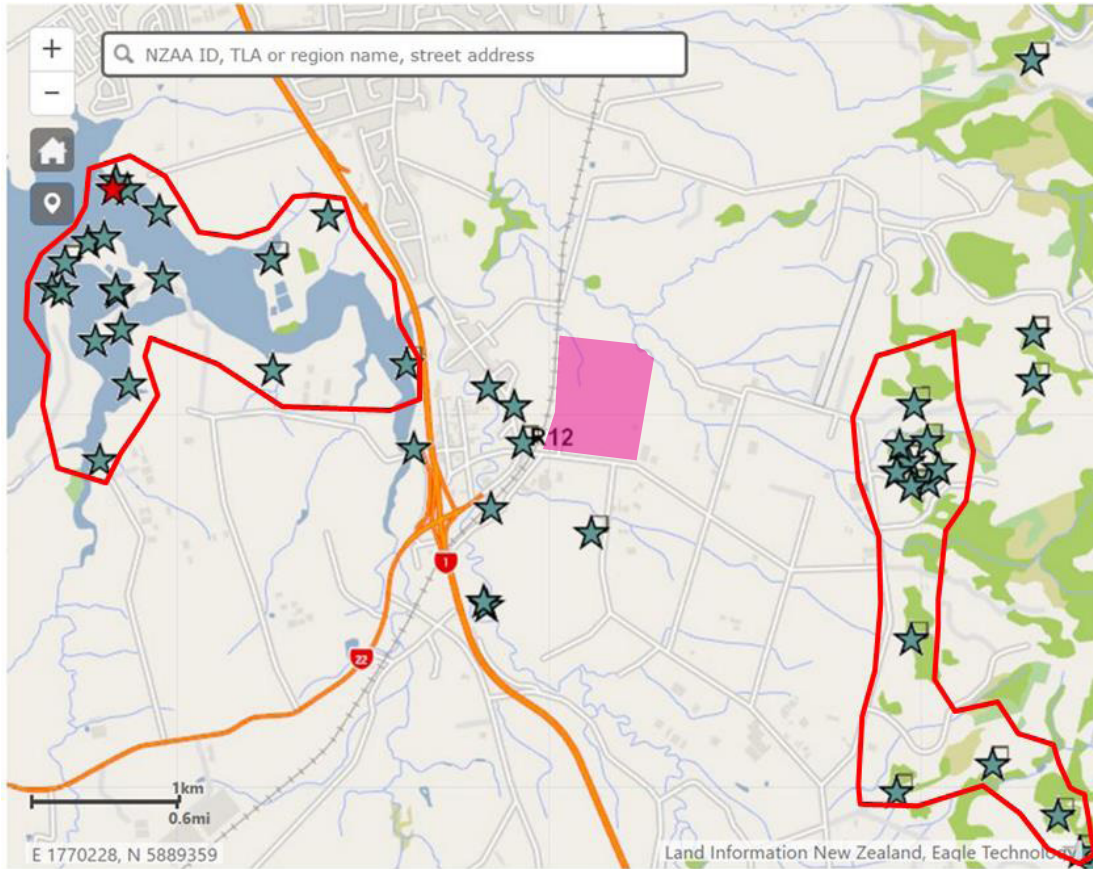 +
NZAA ID, TLA or region name, street address
−
R12
1
22
1km
0.6mi
E 1770228, N 5889359
Land Information New Zealand, Eagle Technology